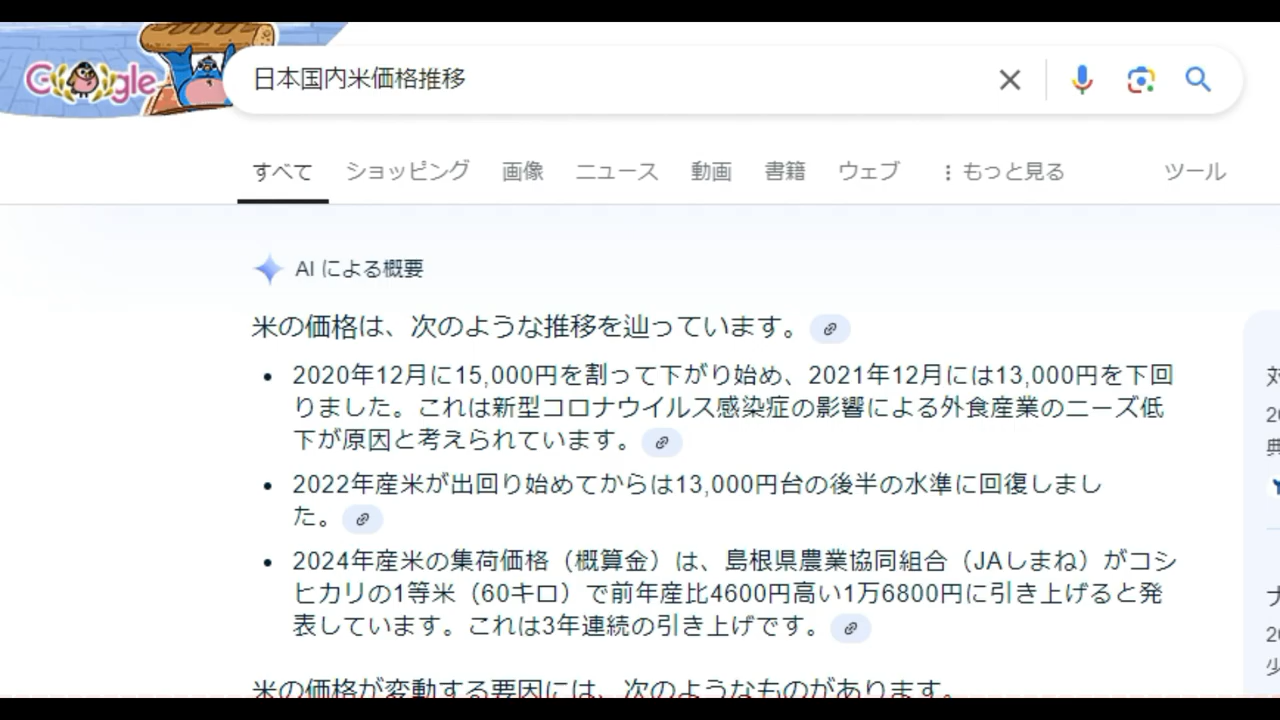 Google
日本国内米価格推移
すべて ショッピング 画像 ニュース 動画 書籍 ウェブ もっと見る ツール
AI による概要
米の価格は、次のような推移を辿っています。
2020年12月に15,000円を割って下がり始め、2021年12月には13,000円を下回
りました。これは新型コロナウイルス感染症の影響による外食産業のニーズ低
下が原因と考えられています。
2022年産米が出回り始めてからは13,000円台の後半の水準に回復しまし
た。
2024年産米の集荷価格（概算金）は、島根県農業協同組合（JAしまね）がコシ
ヒカリの1等米（60キロ）で前年産比4600円高い1万6800円に引き上げると発
表しています。これは3年連続の引き上げです。
米の価格が変動する要因には、次のようなものがあります。